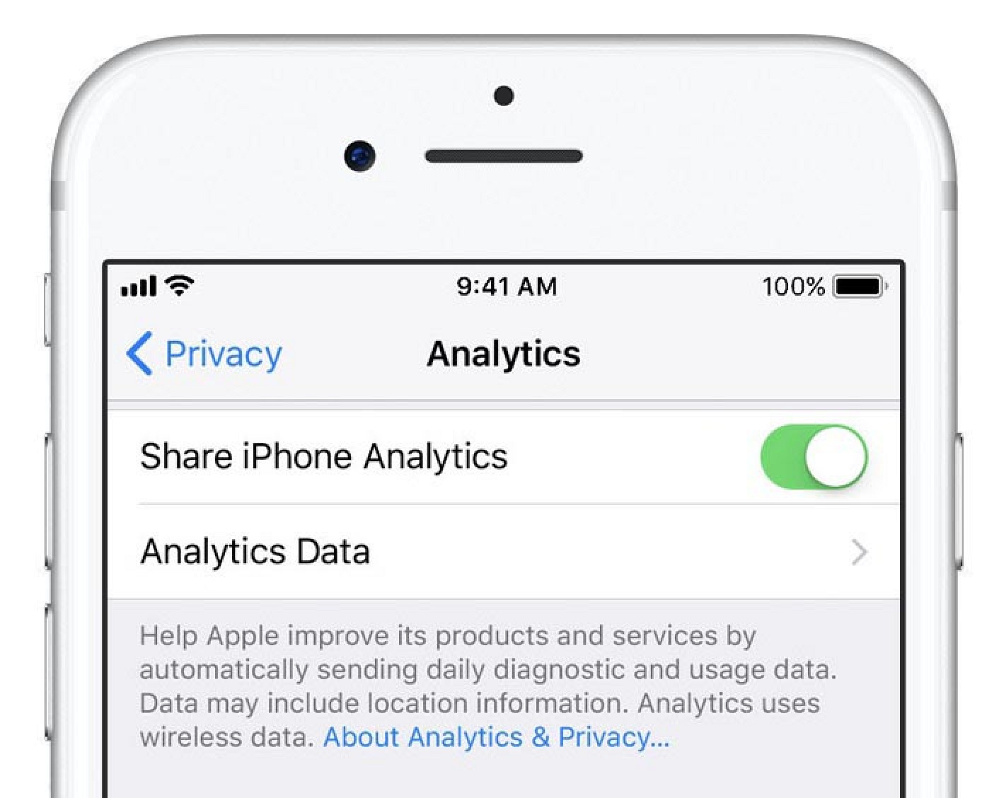 9:41 AM
100%
Privacy
Analytics
Share iPhone Analytics
Analytics Data
Help Apple improve its products and services by
automatically sending daily diagnostic and usage data.
Data may include location information. Analytics uses
wireless data. About Analytics & Privacy...